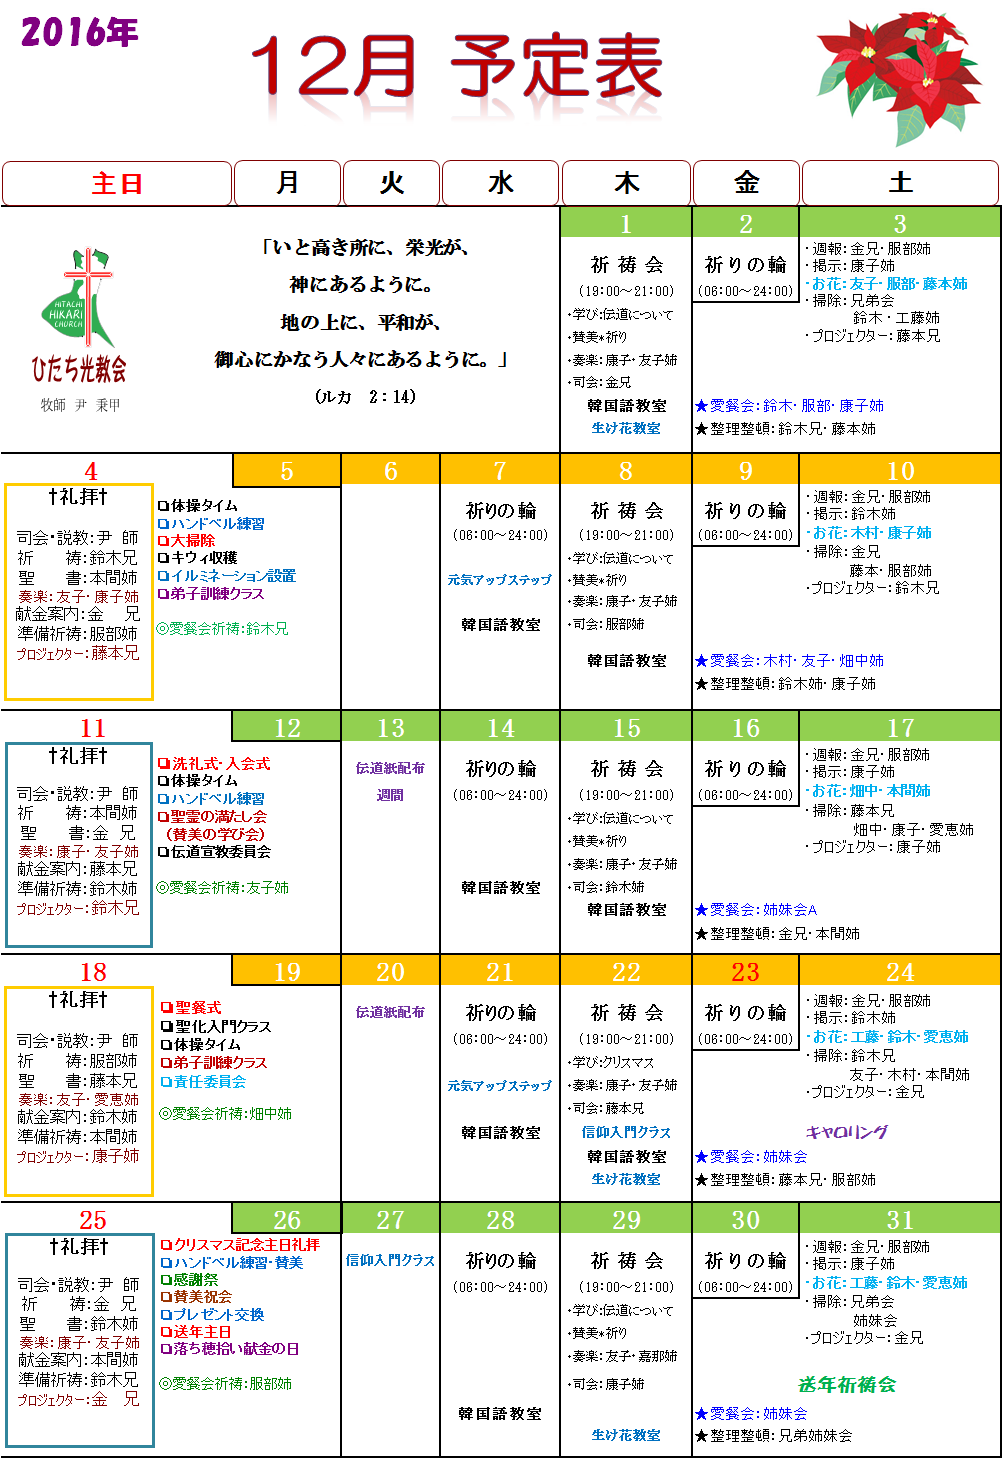 2016年
12月 予定表
主日 月 火 水 木 金 土
HITACHI
HIKARI
CHURCH
ひたち光教会
牧師 尹 秉甲
「いと高き所に、栄光が、
神にあるように。
地の上に、平和が、
御心にかなう人々にあるように。」
(ルカ 2:14)
1
祈 祷 会
(19:00～21:00)
・学び:伝道について
・賛美*祈り
・奏楽:康子・友子姉
・司会:金兄
韓国語教室
生け花教室
2
祈りの輪
(06:00～24:00)
3
・週報:金兄・服部姉
・掲示:康子姉
・お花:友子・服部・藤本姉
・掃除:兄弟会
鈴木・工藤姉
・プロジェクター:藤本兄
★愛餐会:鈴木・服部・康子姉
★整理整頓:鈴木兄・藤本姉
4
✝礼拝✝
司会・説教:尹 師
祈 祷:鈴木兄
聖 書:本間姉
奏楽:友子・康子姉
献金案内:金 兄
準備祈祷:服部姉
プロジェクター:藤本兄
5
❑体操タイム
❑ハンドベル練習
❑大掃除
❑キウィ収穫
❑イルミネーション設置
❑弟子訓練クラス
◎愛餐会祈祷:鈴木兄
6
7
祈りの輪
(06:00～24:00)
元気アップステップ
韓国語教室
8
祈 祷 会
(19:00～21:00)
・学び:伝道について
・賛美*祈り
・奏楽:康子・友子姉
・司会:服部姉
韓国語教室
9
祈りの輪
(06:00～24:00)
10
・週報:金兄・服部姉
・掲示:鈴木姉
・お花:木村・康子姉
・掃除:金兄
藤本・服部姉
・プロジェクター:鈴木兄
★愛餐会:木村・友子・畑中姉
★整理整頓:鈴木姉・康子姉
11
✝礼拝✝
司会・説教:尹 師
祈 祷:本間姉
聖 書:金 兄
奏楽:康子・友子姉
献金案内:藤本兄
準備祈祷:鈴木姉
プロジェクター:鈴木兄
12
❑洗礼式・入会式
❑体操タイム
❑ハンドベル練習
❑聖霊の満たし会
(賛美の学び会)
❑伝道宣教委員会
◎愛餐会祈祷:友子姉
13
伝道紙配布
週間
14
祈りの輪
(06:00～24:00)
韓国語教室
15
祈 祷 会
(19:00～21:00)
・学び:伝道について
・賛美*祈り
・奏楽:康子・友子姉
・司会:鈴木姉
韓国語教室
16
祈りの輪
(06:00～24:00)
17
・週報:金兄・服部姉
・掲示:康子姉
・お花:畑中・本間姉
・掃除:藤本兄
畑中・康子・愛恵姉
・プロジェクター:康子姉
★愛餐会:姉妹会A
★整理整頓:金兄・本間姉
18
✝礼拝✝
司会・説教:尹 師
祈 祷:服部姉
聖 書:藤本兄
奏楽:友子・愛恵姉
献金案内:鈴木姉
準備祈祷:本間姉
プロジェクター:康子姉
19
❑聖餐式
❑聖化入門クラス
❑体操タイム
❑弟子訓練クラス
❑責任委員会
◎愛餐会祈祷:畑中姉
20
伝道紙配布
21
祈りの輪
(06:00～24:00)
元気アップステップ
韓国語教室
22
祈 祷 会
(19:00～21:00)
・学び:クリスマス
・奏楽:康子・友子姉
・司会:藤本兄
信仰入門クラス
韓国語教室
生け花教室
23
祈りの輪
(06:00～24:00)
24
・週報:金兄・服部姉
・掲示:鈴木姉
・お花:工藤・鈴木・愛恵姉
・掃除:鈴木兄
友子・木村・本間姉
・プロジェクター:金兄
キャロリング
★愛餐会:姉妹会
★整理整頓:藤本兄・服部姉
25
✝礼拝✝
司会・説教:尹 師
祈 祷:金 兄
聖 書:鈴木姉
奏楽:康子・友子姉
献金案内:本間姉
準備祈祷:鈴木兄
プロジェクター:金 兄
26
❑クリスマス記念主日礼拝
❑ハンドベル練習・賛美
❑感謝祭
❑賛美祝会
❑プレゼント交換
❑送年主日
❑落ち穂拾い献金の日
◎愛餐会祈祷:服部姉
27
信仰入門クラス
28
祈りの輪
(06:00～24:00)
韓国語教室
29
祈 祷 会
(19:00～21:00)
・学び:伝道について
・賛美*祈り
・奏楽:友子・嘉那姉
・司会:康子姉
生け花教室
30
祈りの輪
(06:00～24:00)
31
・週報:金兄・服部姉
・掲示:康子姉
・お花:工藤・鈴木・愛恵姉
・掃除:兄弟会
姉妹会
・プロジェクター:金兄
送年祈祷会
★愛餐会:姉妹会
★整理整頓:兄弟姉妹会